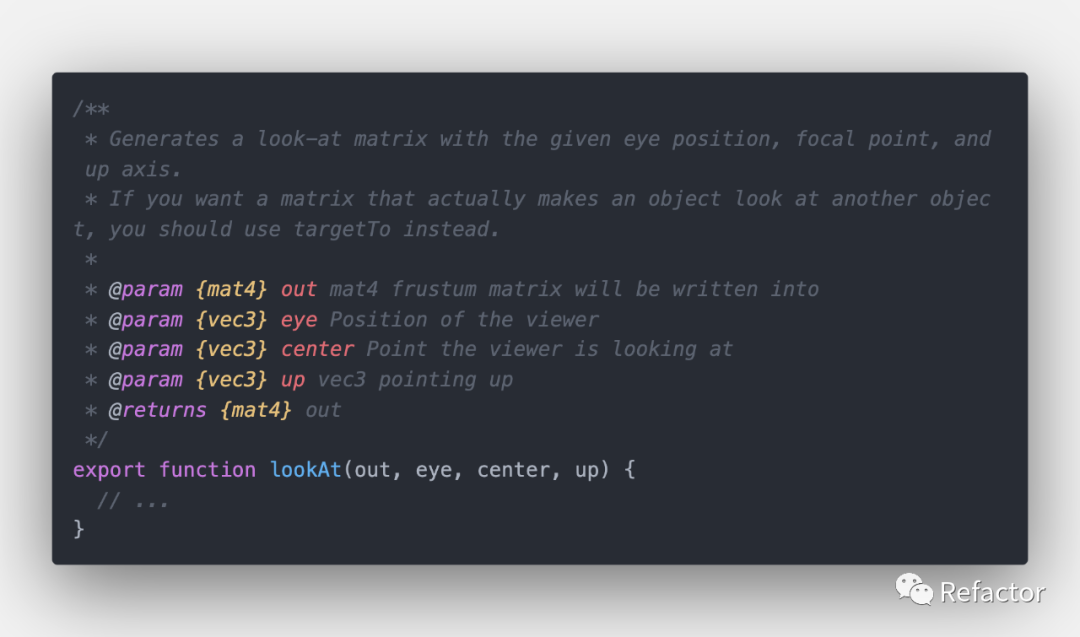 /**
 * Generates a look-at matrix with the given eye position, focal point, and
 up axis.
 * If you want a matrix that actually makes an object look at another objec
t, you should use targetTo instead.
 *
 * @param {mat4} out mat4 frustum matrix will be written into
 * @param {vec3} eye Position of the viewer
 * @param {vec3} center Point the viewer is looking at
 * @param {vec3} up vec3 pointing up
 * @returns {mat4} out
 */
export function lookAt(out, eye, center, up) {
  // ...
}
Refactor